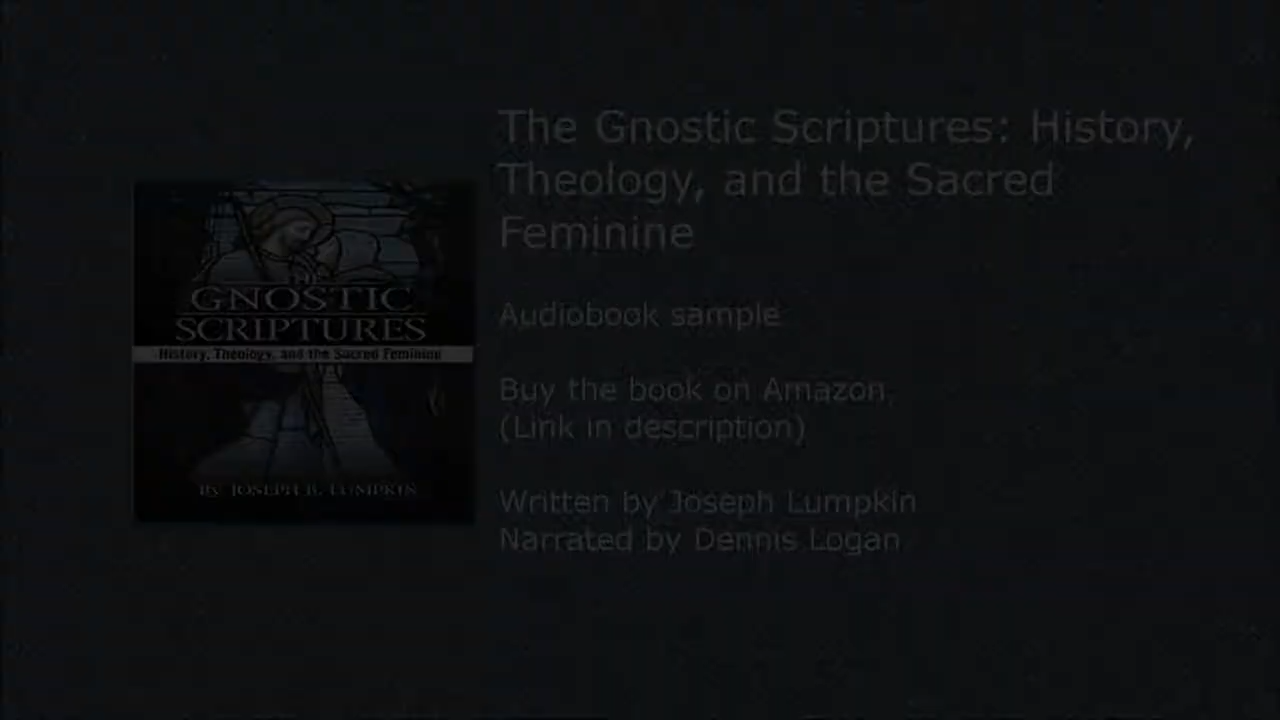 The Gnostic Scriptures: History,
Theology, and the Sacred
Feminine
Audiobook sample
Buy the book on Amazon
(Link in description)
Written by Joseph Lumpkin
Narrated by Dennis Logan
THE
GNOSTIC
SCRIPTURES
History, Theology, and the Sacred Feminine
BY JOSEPH B. LUMPKIN